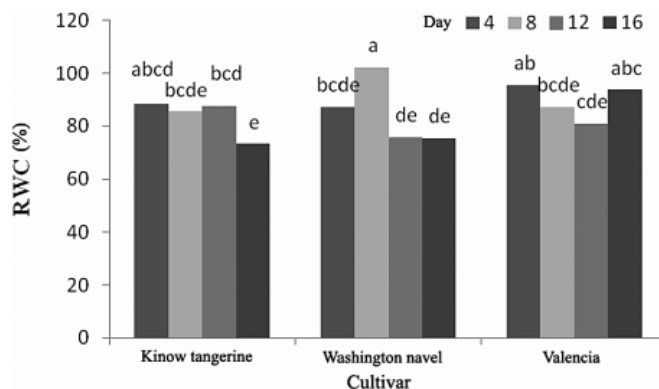 120
100
80
60
40
20
0
RWC (%)
Day 4 8 12 16
abcd bcde bcd e
bcde a de de
ab bcde cde abc
Kinow tangerine Washington navel Valencia
Cultivar